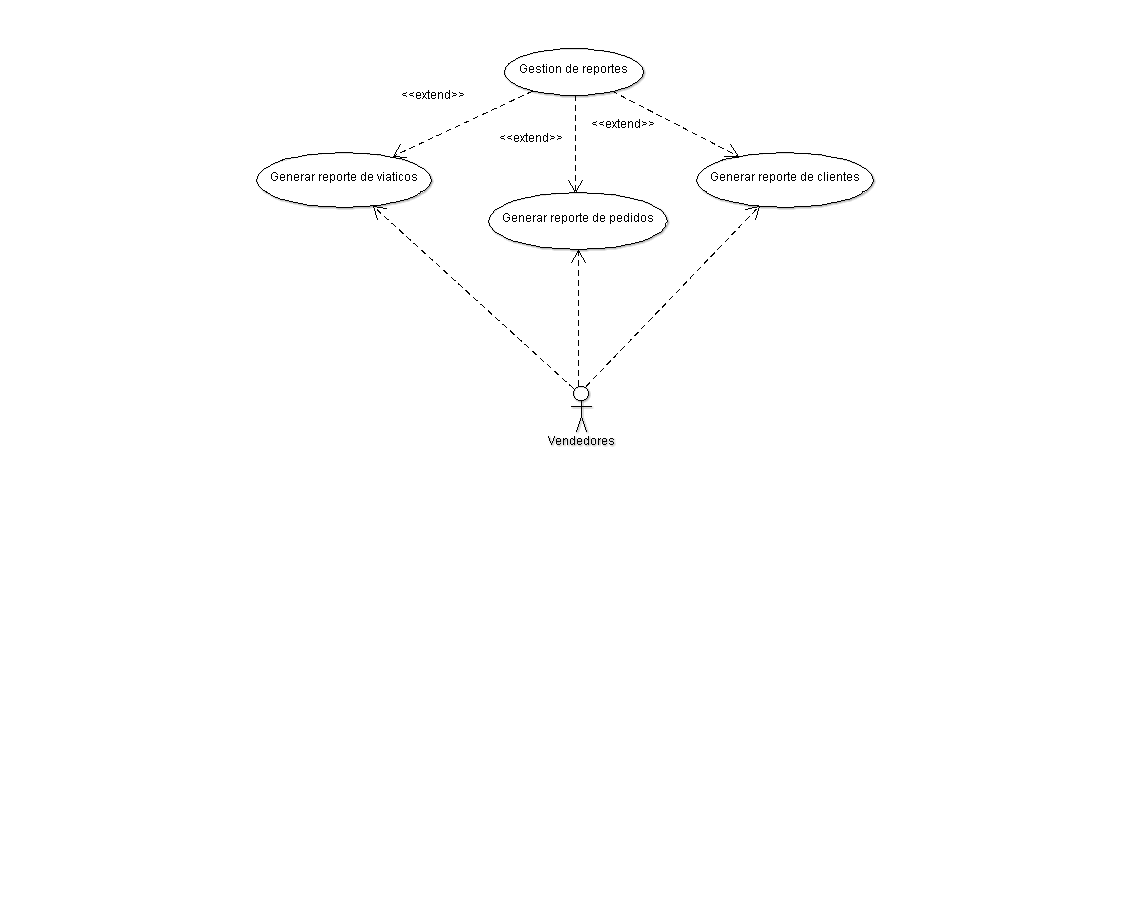 Gestion de reportes
<<extend>>
<<extend>>
<<extend>>
Generar reporte de viaticos
Generar reporte de clientes
Generar reporte de pedidos
Vendedores